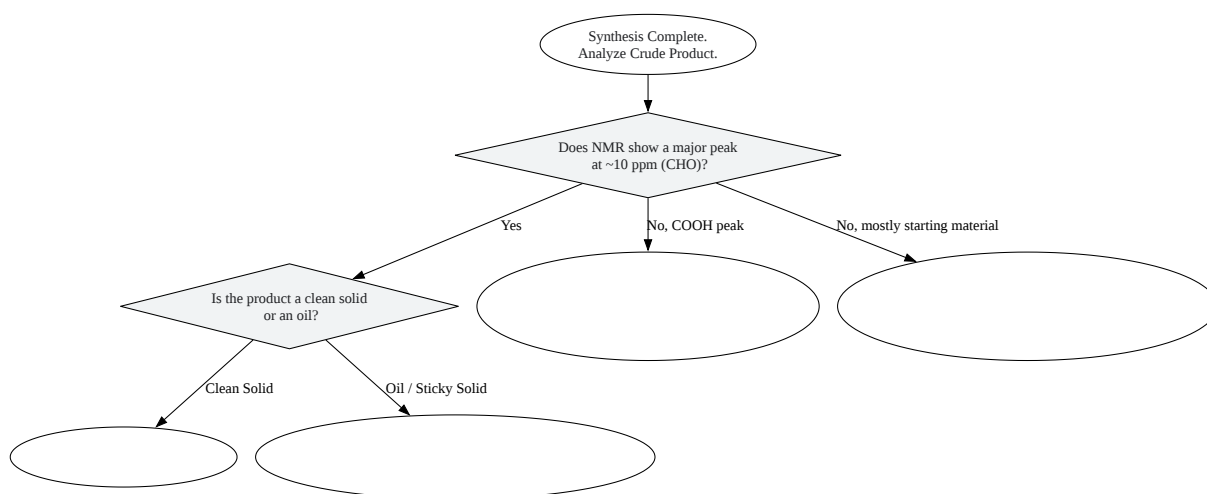 Synthesis Complete.
Analyze Crude Product.
Does NMR show a major peak
at ~10 ppm (CHO)?
Yes
No, COOH peak
No, mostly starting material
Is the product a clean solid
or an oil?
Clean Solid
Oil / Sticky Solid